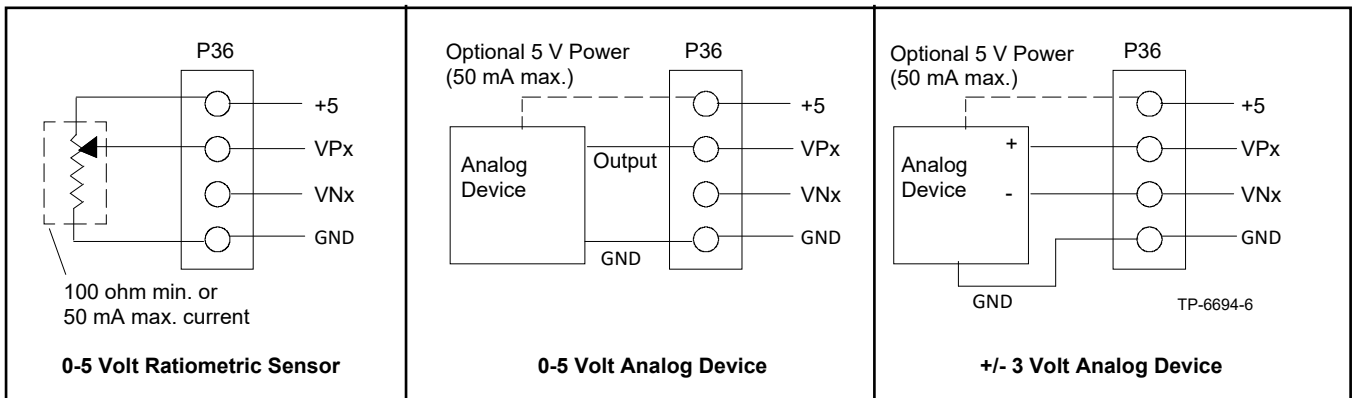 P36
+5
VPx
VNx
GND
100 ohm min. or
50 mA max. current
0-5 Volt Ratiometric Sensor
Optional 5 V Power
(50 mA max.)
P36
Analog
Device
Output
GND
+5
VPx
VNx
GND
0-5 Volt Analog Device
Optional 5 V Power
(50 mA max.)
P36
Analog
Device
+
-
GND
+5
VPx
VNx
GND
TP-6694-6
+/- 3 Volt Analog Device